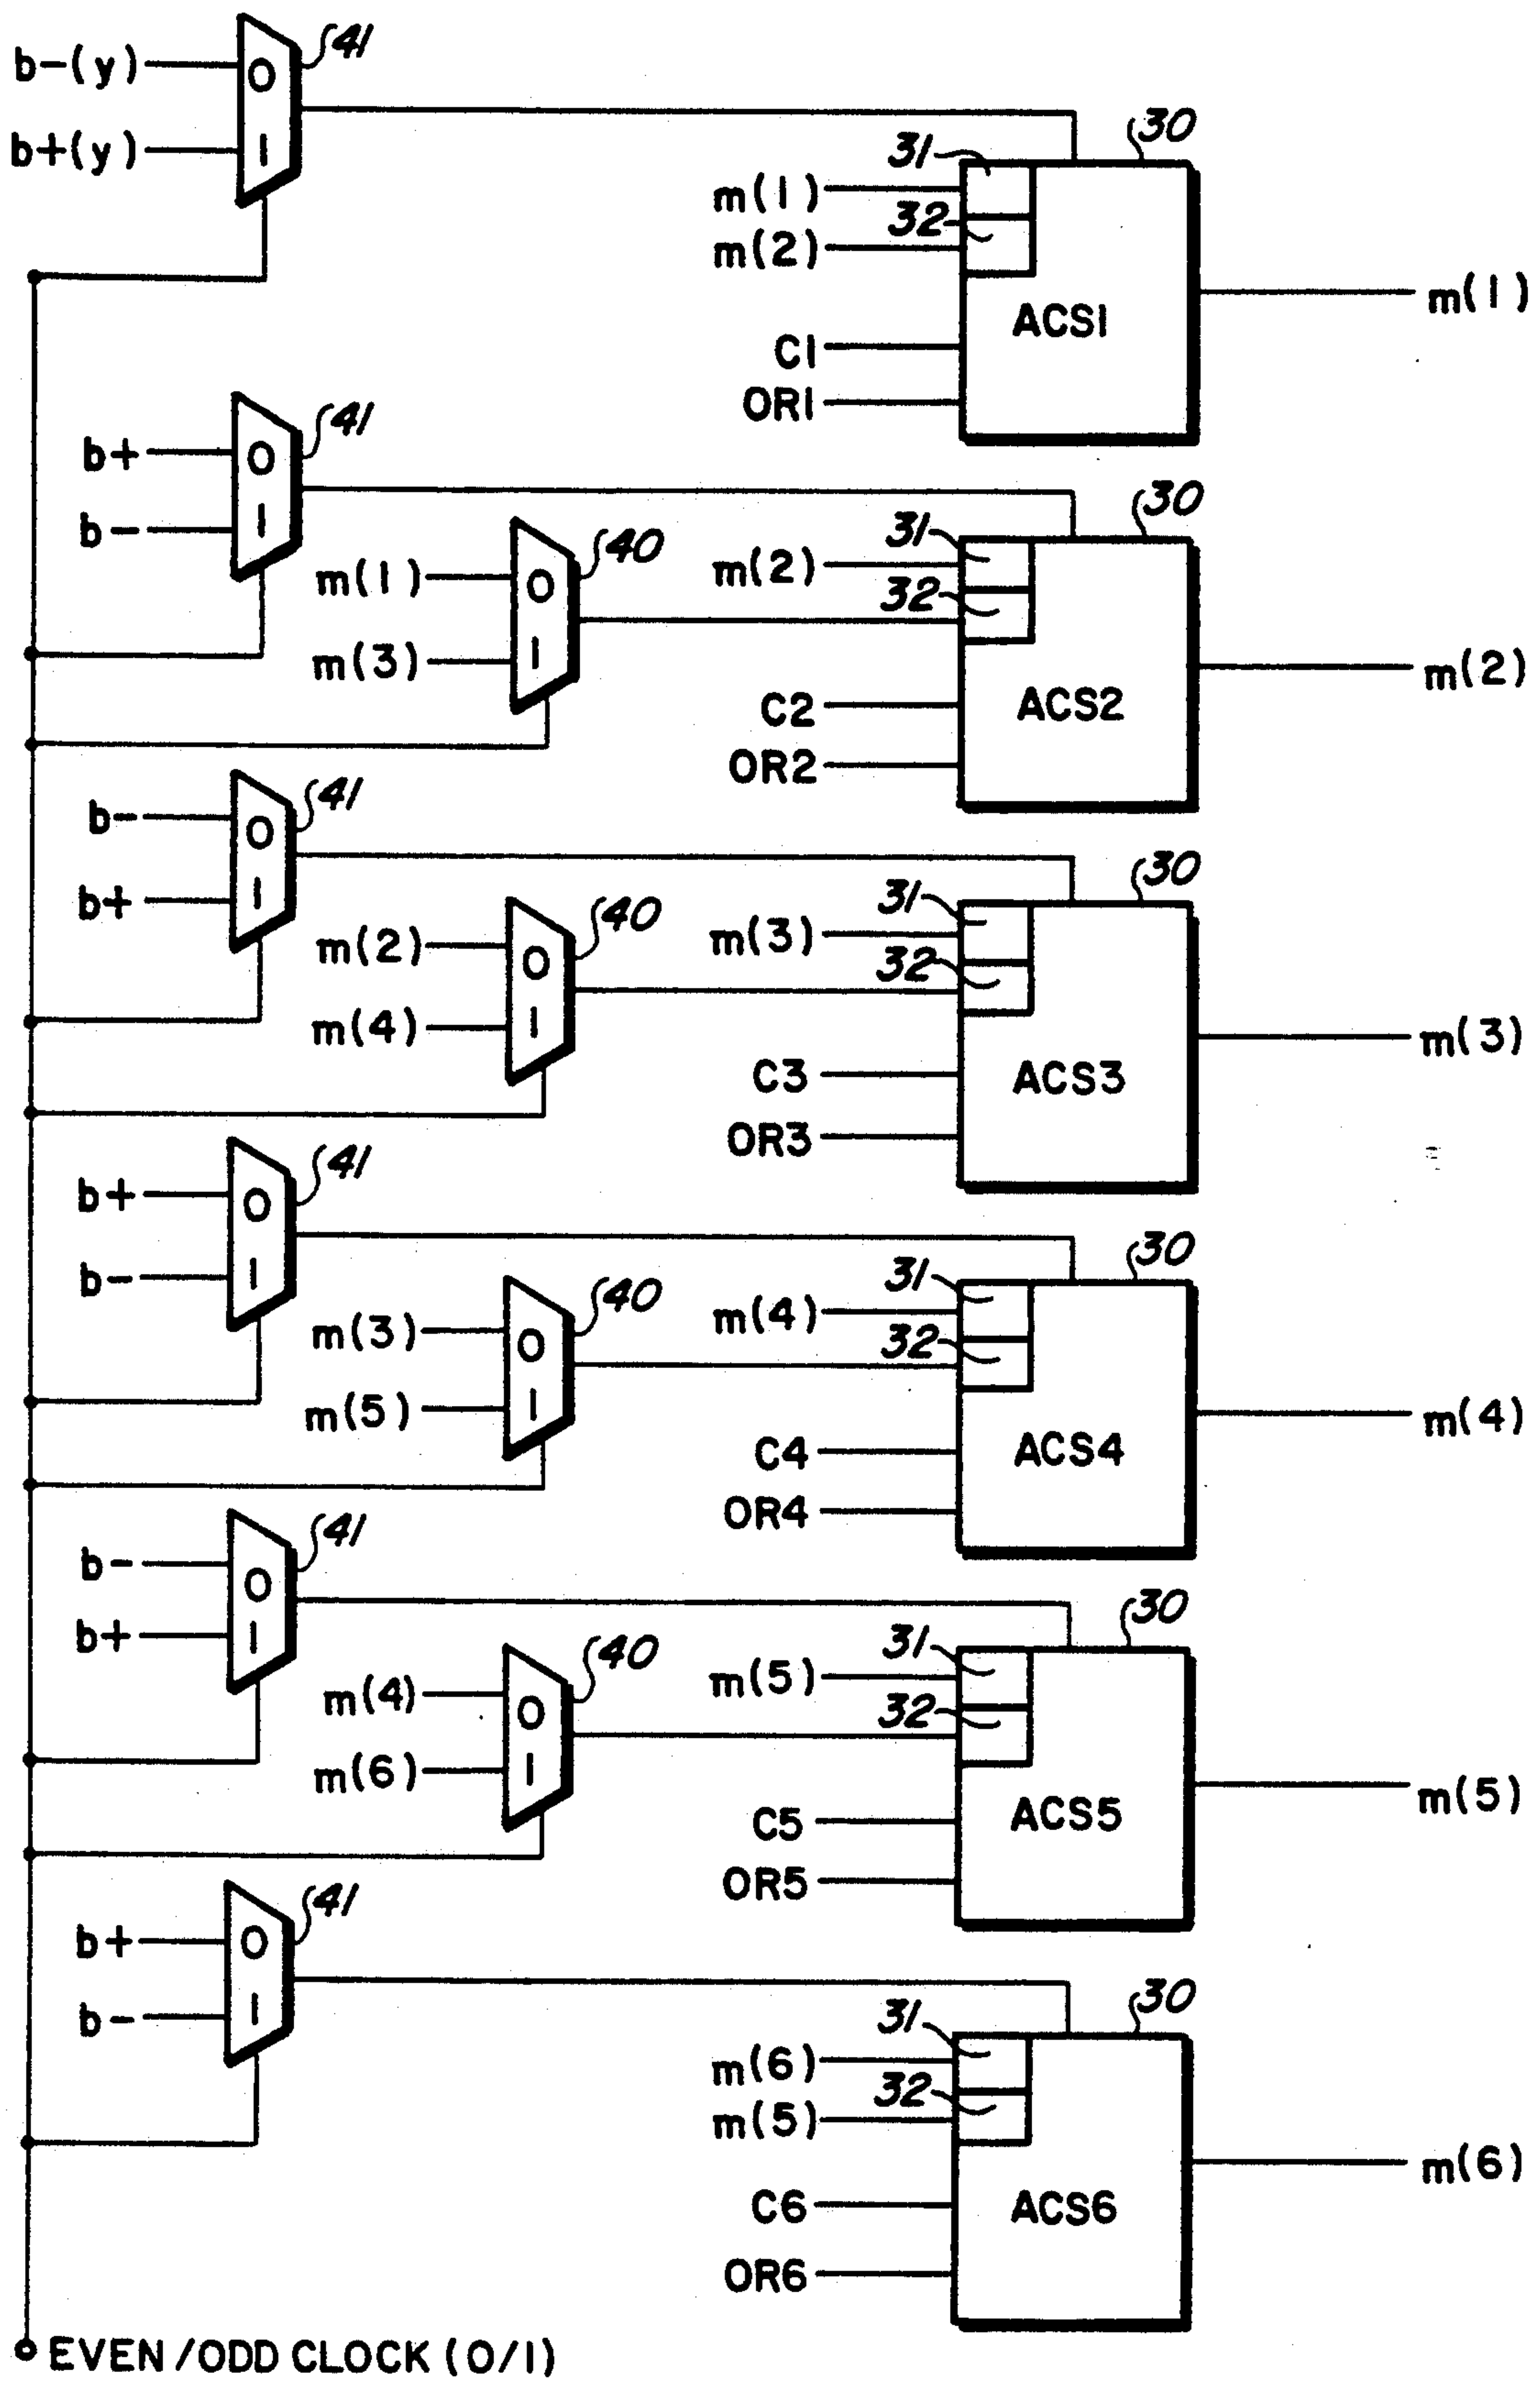 41
b-(y)
0
b+(y)
1
30
31
m(1)
32
m(2)
ACS1
m(1)
C1
OR1
41
b+
0
b-
1
30
40
31
m(1)
0
m(2)
32
m(3)
1
m(2)
C2
ACS2
OR2
41
b-
0
b+
1
30
40
31
m(2)
0
m(3)
32
m(4)
1
m(3)
C3
ACS3
OR3
41
b+
0
b-
1
30
40
31
m(3)
0
m(4)
32
m(5)
1
m(4)
C4
ACS4
OR4
41
b-
0
b+
1
30
40
31
m(4)
0
m(5)
32
m(6)
1
m(5)
C5
ACS5
OR5
41
b+
0
b-
1
30
31
m(6)
32
m(5)
m(6)
C6
ACS6
OR6
EVEN/ODD CLOCK (0/1)